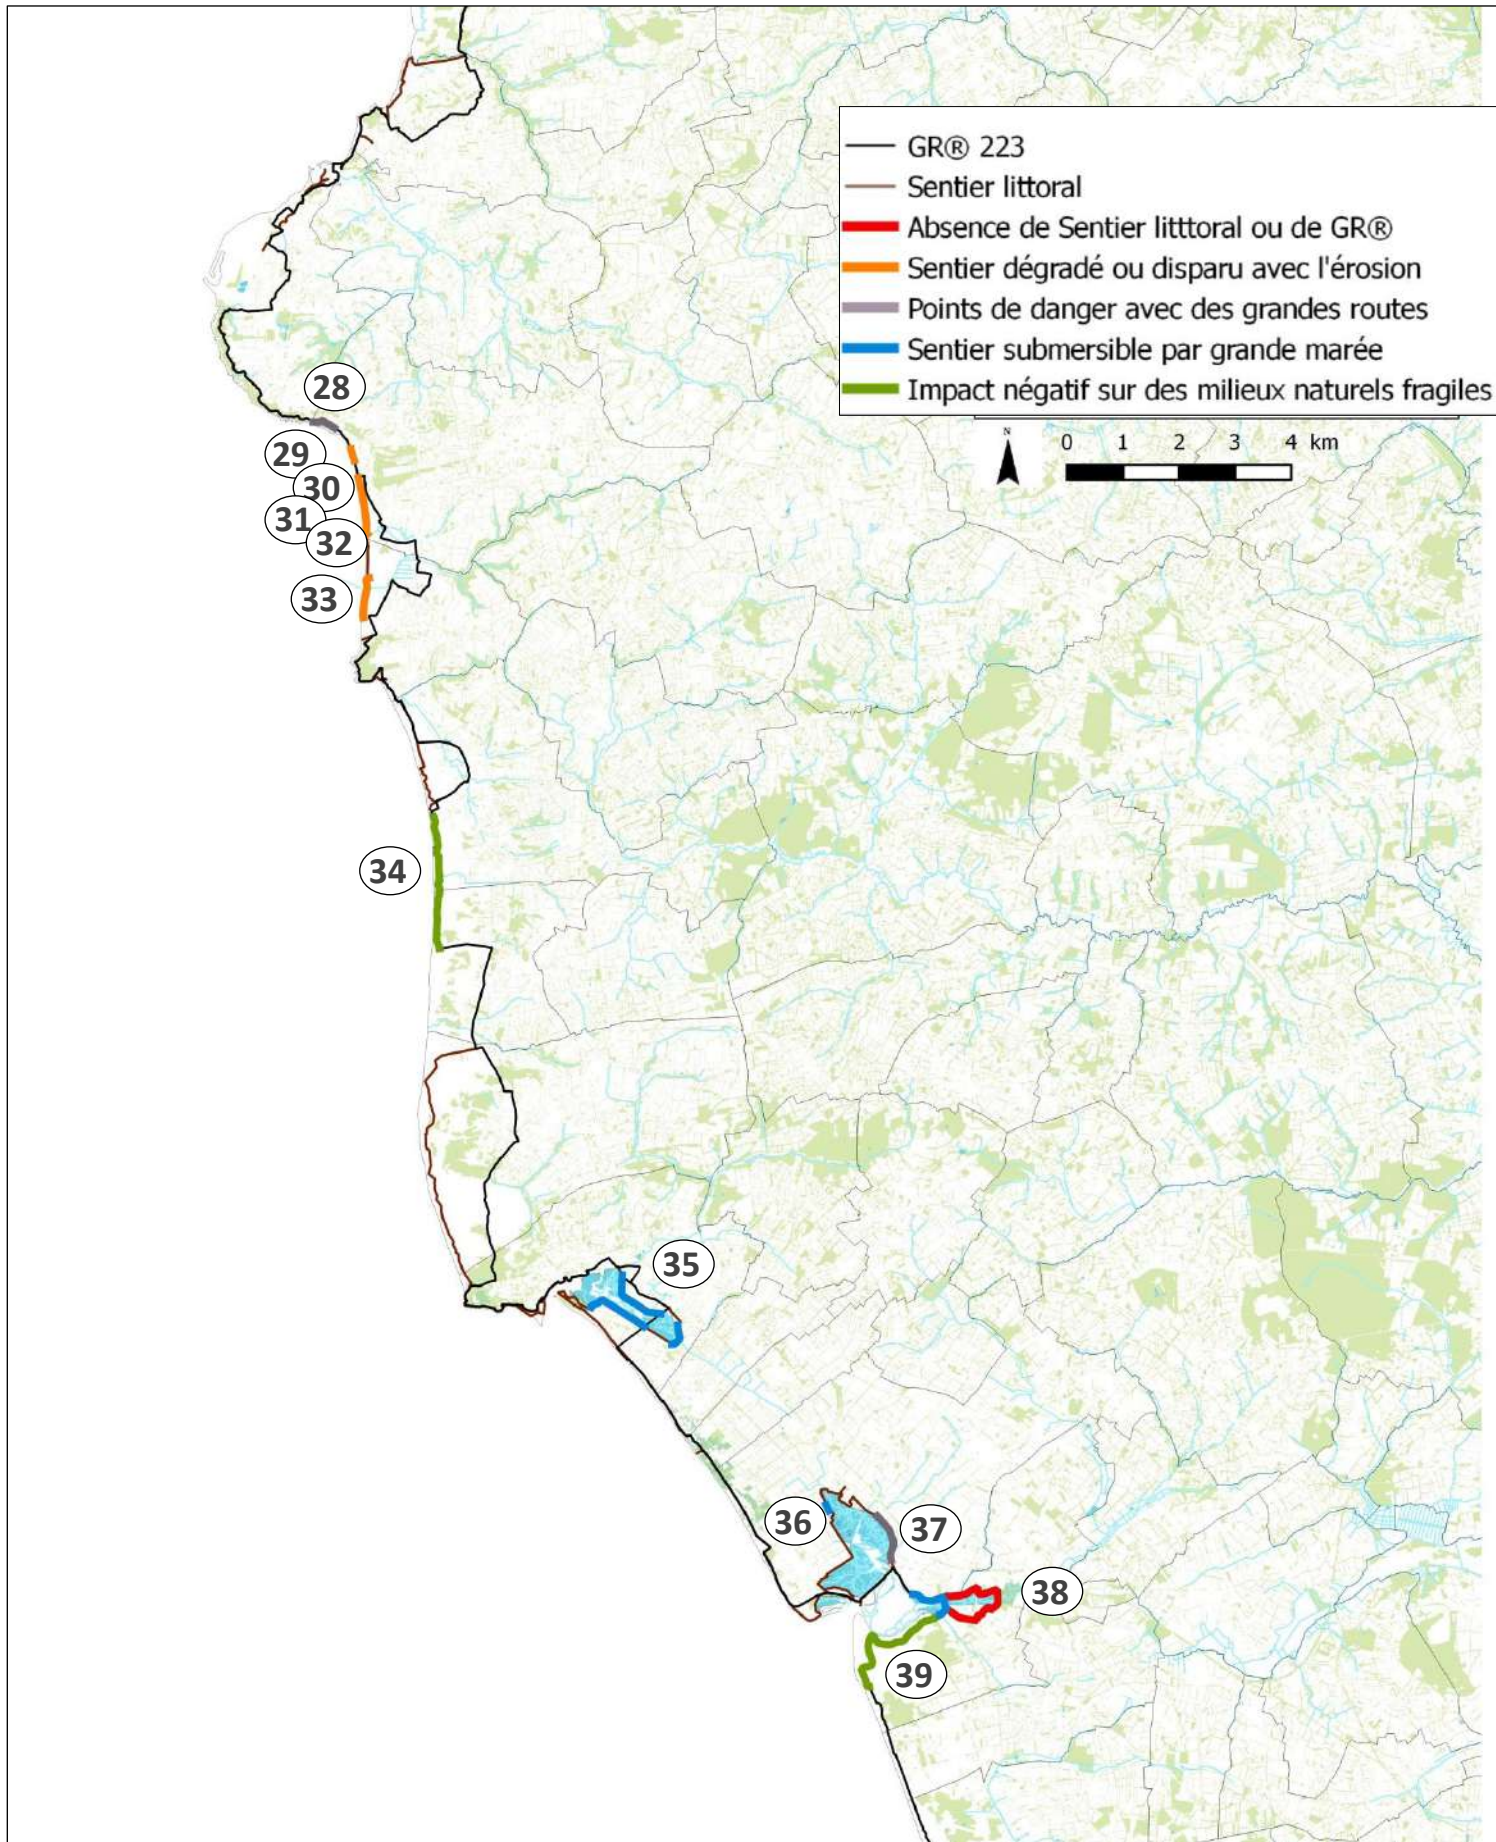 GR® 223
Sentier littoral
Absence de Sentier litttoral ou de GR®
Sentier dégradé ou disparu avec l'érosion
Points de danger avec des grandes routes
Sentier submersible par grande marée
Impact négatif sur des milieux naturels fragiles
N
0 1 2 3 4 km
28
29
30
31
32
33
34
35
36
37
38
39